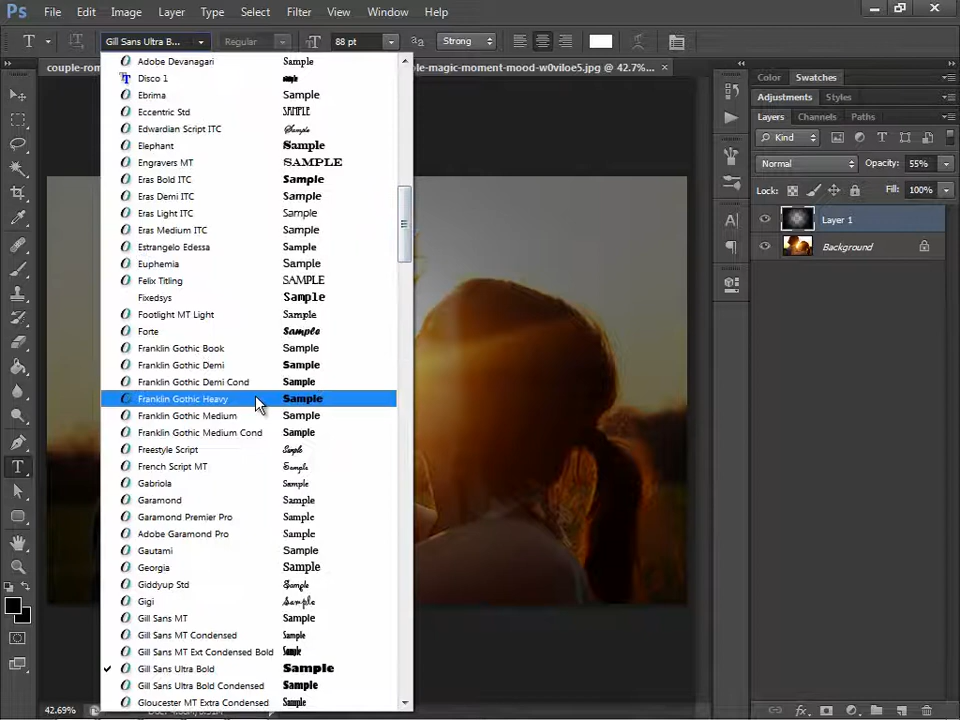 Ps File Edit Image Layer Type Select Filter View Window Help
T Gill Sans Ultra B... Regular 88 pt Strong
couple-rom
le-magic-moment-mood-w0viloe5.jpg @ 42.7%...
Adobe Devanagari Sample
Disco 1
Ebrima Sample
Eccentric Std SAMPLE
Edwardian Script ITC Sample
Elephant Sample
Engravers MT SAMPLE
Eras Bold ITC Sample
Eras Demi ITC Sample
Eras Light ITC Sample
Eras Medium ITC Sample
Estrangelo Edessa Sample
Euphemia Sample
Felix Titling SAMPLE
Fixedsys Sample
Footlight MT Light Sample
Forte Sample
Franklin Gothic Book Sample
Franklin Gothic Demi Sample
Franklin Gothic Demi Cond Sample
Franklin Gothic Heavy Sample
Franklin Gothic Medium Sample
Franklin Gothic Medium Cond Sample
Freestyle Script Sample
French Script MT Sample
Gabriola Sample
Garamond Sample
Garamond Premier Pro Sample
Adobe Garamond Pro Sample
Gautami Sample
Georgia Sample
Giddyup Std Sample
Gigi Sample
Gill Sans MT Sample
Gill Sans MT Condensed Sample
Gill Sans MT Ext Condensed Bold Sample
Gill Sans Ultra Bold Sample
Gill Sans Ultra Bold Condensed Sample
Gloucester MT Extra Condensed Sample
42.69%
Color Swatches
Adjustments Styles
Layers Channels Paths
Kind
Normal Opacity: 55%
Lock: Fill: 100%
Layer 1
Background